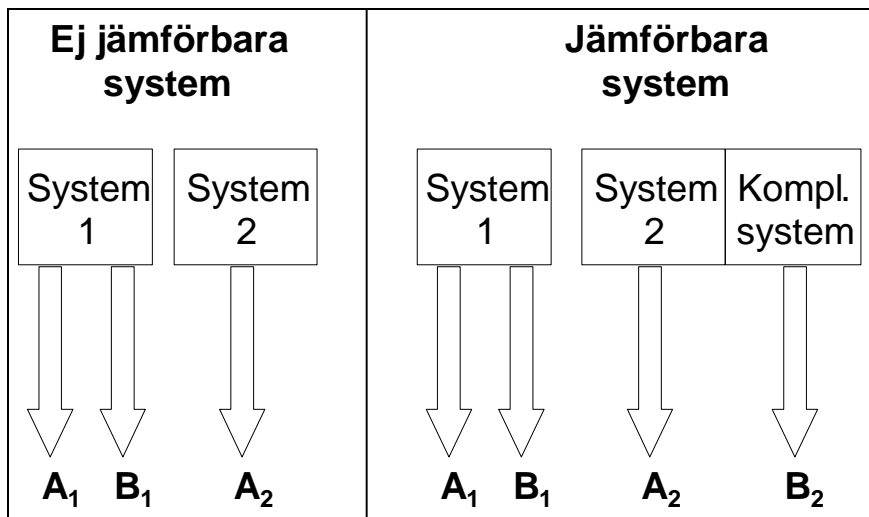 Ej jämförbara
system
System
1
System
2
A₁ B₁ A₂
Jämförbara
system
System
1
System
2
Kompl.
system
A₁ B₁ A₂ B₂